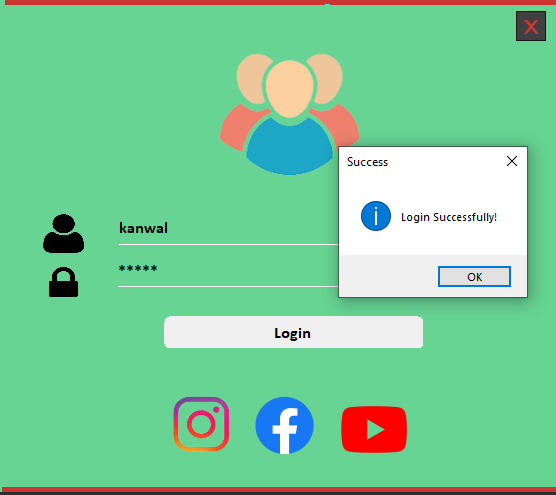 X
Success
Login Successfully!
OK
kanwal
*****
Login